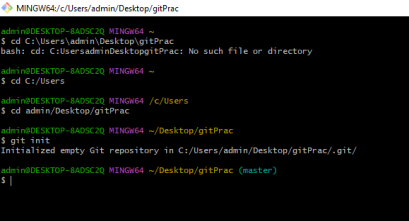 MINGW64:/c/Users/admin/Desktop/gitPrac
admin@DESKTOP-8ADSC2Q MINGW64 ~
$ cd C:\Users\admin\Desktop\gitPrac
bash: cd: C:UsersadminDesktopgitPrac: No such file or directory
admin@DESKTOP-8ADSC2Q MINGW64 ~
$ cd C:/Users
admin@DESKTOP-8ADSC2Q MINGW64 /c/Users
$ cd admin/Desktop/gitPrac
admin@DESKTOP-8ADSC2Q MINGW64 ~/Desktop/gitPrac
$ git init
Initialized empty Git repository in C:/Users/admin/Desktop/gitPrac/.git/
admin@DESKTOP-8ADSC2Q MINGW64 ~/Desktop/gitPrac (master)
$